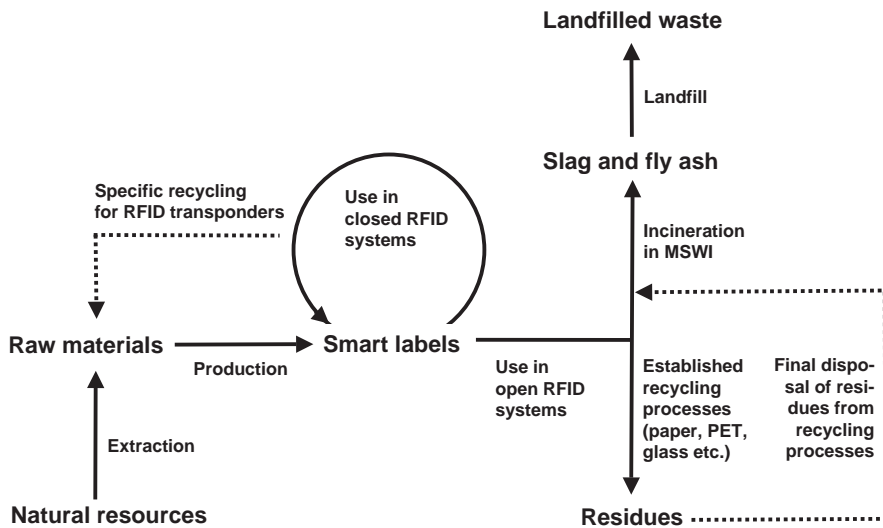 Landfilled waste
Landfill
Slag and fly ash
Specific recycling
for RFID transponders
Use in
closed RFID
systems
Incineration
in MSWI
Raw materials
Production
Smart labels
Use in
open RFID
systems
Established
recycling
processes
(paper, PET,
glass etc.)
Final dispo-
sal of resi-
dues from
recycling
processes
Extraction
Natural resources
Residues